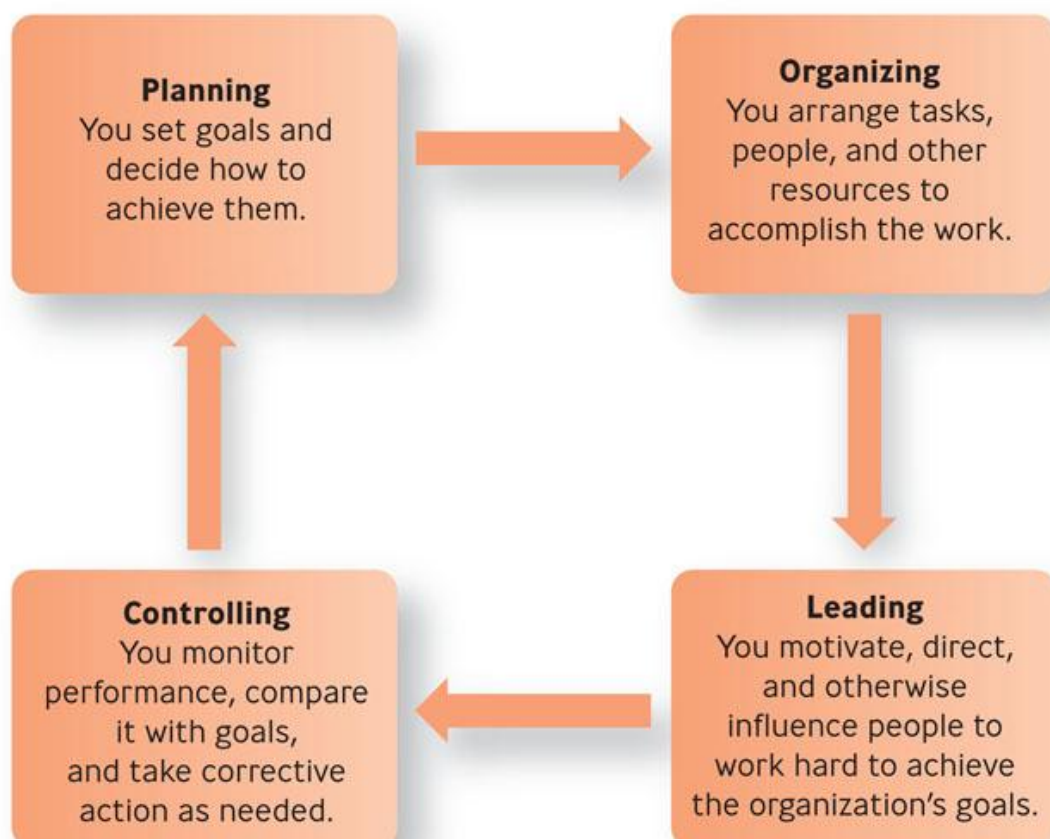 Planning
You set goals and
decide how to
achieve them.
Organizing
You arrange tasks,
people, and other
resources to
accomplish the work.
Controlling
You monitor
performance, compare
it with goals,
and take corrective
action as needed.
Leading
You motivate, direct,
and otherwise
influence people to
work hard to achieve
the organization’s goals.